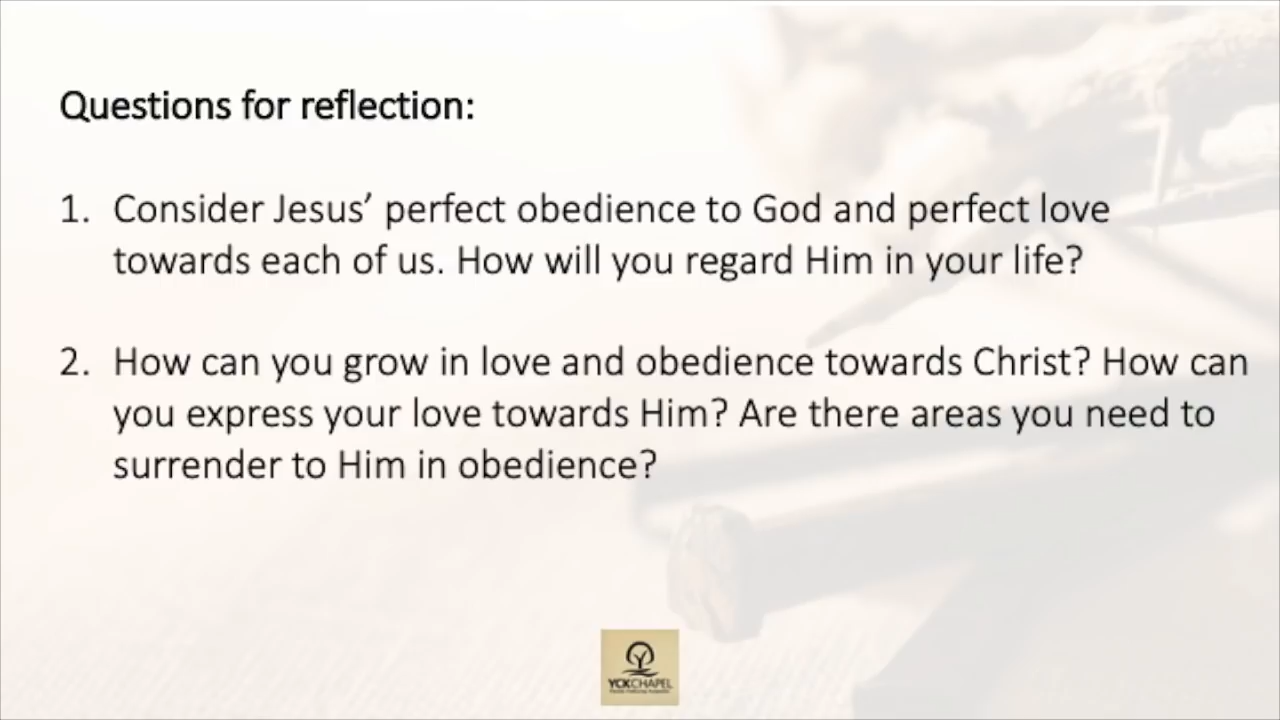 Questions for reflection:
1. Consider Jesus’ perfect obedience to God and perfect love
towards each of us. How will you regard Him in your life?
2. How can you grow in love and obedience towards Christ? How can
you express your love towards Him? Are there areas you need to
surrender to Him in obedience?
YCKCHAPEL